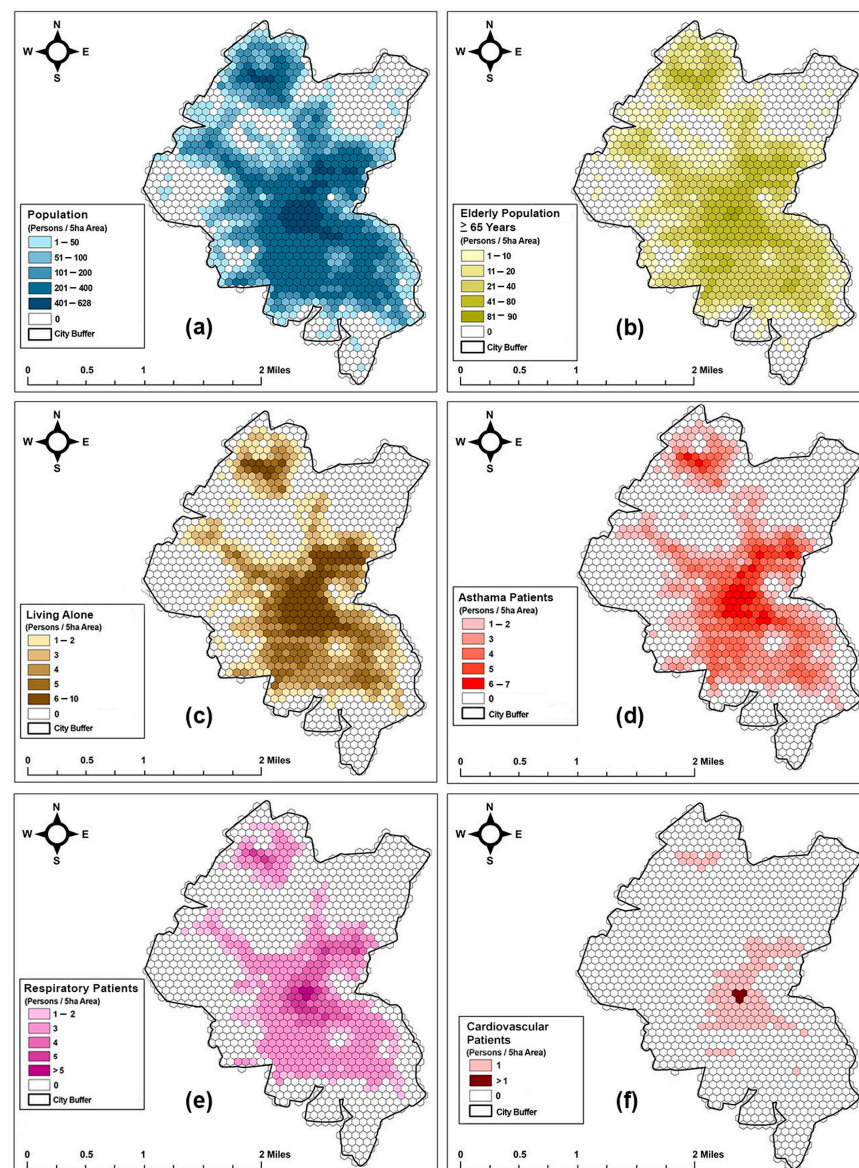 N
W E
S
Population
(Persons / 5ha Area)
1 – 50
51 – 100
101 – 200
201 – 400
401 – 628
0
City Buffer
(a)
0 0.5 1 2 Miles
N
W E
S
Elderly Population
≥ 65 Years
(Persons / 5ha Area)
1 – 10
11 – 20
21 – 40
41 – 80
81 – 90
0
City Buffer
(b)
0 0.5 1 2 Miles
N
W E
S
Living Alone
(Persons / 5ha Area)
1 – 2
3
4
5
6 – 10
0
City Buffer
(c)
0 0.5 1 2 Miles
N
W E
S
Asthama Patients
(Persons / 5ha Area)
1 – 2
3
4
5
6 – 7
0
City Buffer
(d)
0 0.5 1 2 Miles
N
W E
S
Respiratory Patients
(Persons / 5ha Area)
1 – 2
3
4
5
> 5
0
City Buffer
(e)
0 0.5 1 2 Miles
N
W E
S
Cardiovascular
Patients
(Persons / 5ha Area)
1
> 1
0
City Buffer
(f)
0 0.5 1 2 Miles